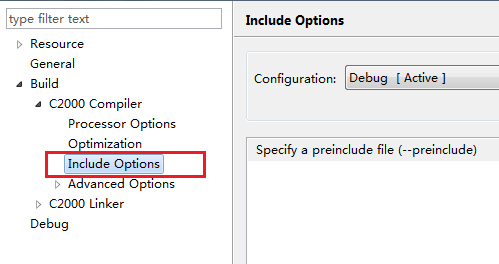 type filter text
Resource
General
Build
C2000 Compiler
Processor Options
Optimization
Include Options
Advanced Options
C2000 Linker
Debug
Include Options
Configuration: Debug [ Active ]
Specify a preinclude file (--preinclude)